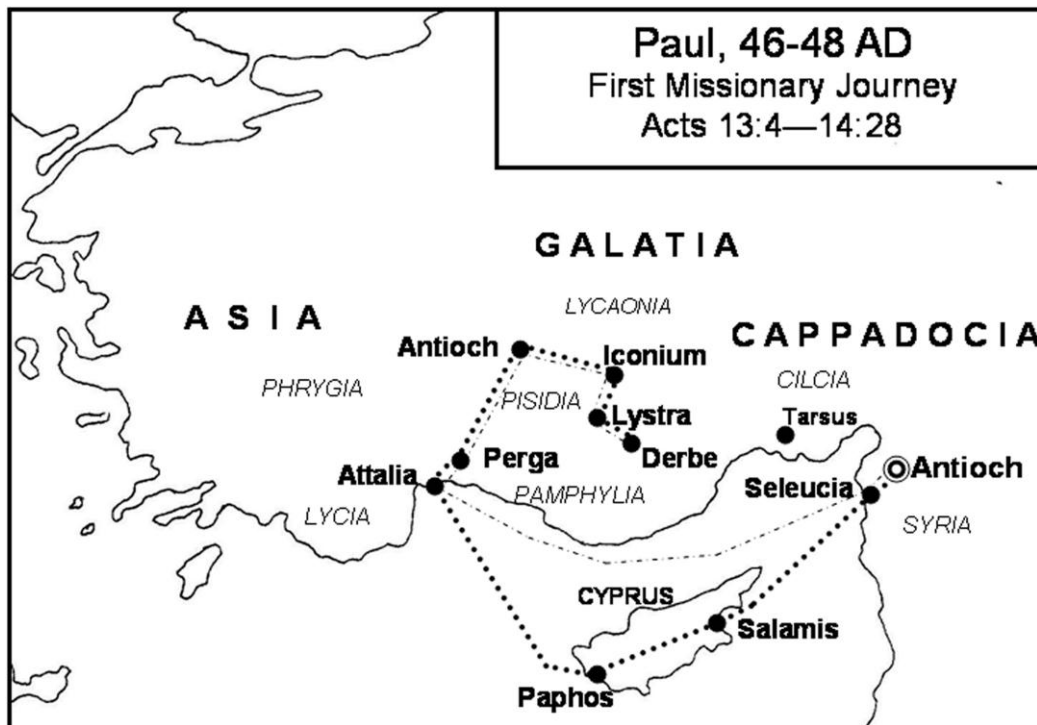 Paul, 46-48 AD
First Missionary Journey
Acts 13:4—14:28
GALATIA
LYCAONIA
ASIA
CAPPADOCIA
Antioch
Iconium
CILCIA
PHRYGIA
PISIDIA
Lystra
Tarsus
Derbe
Perga
Antioch
Attalia
Seleucia
PAMPHYLIA
LYCIA
SYRIA
CYPRUS
Salamis
Paphos